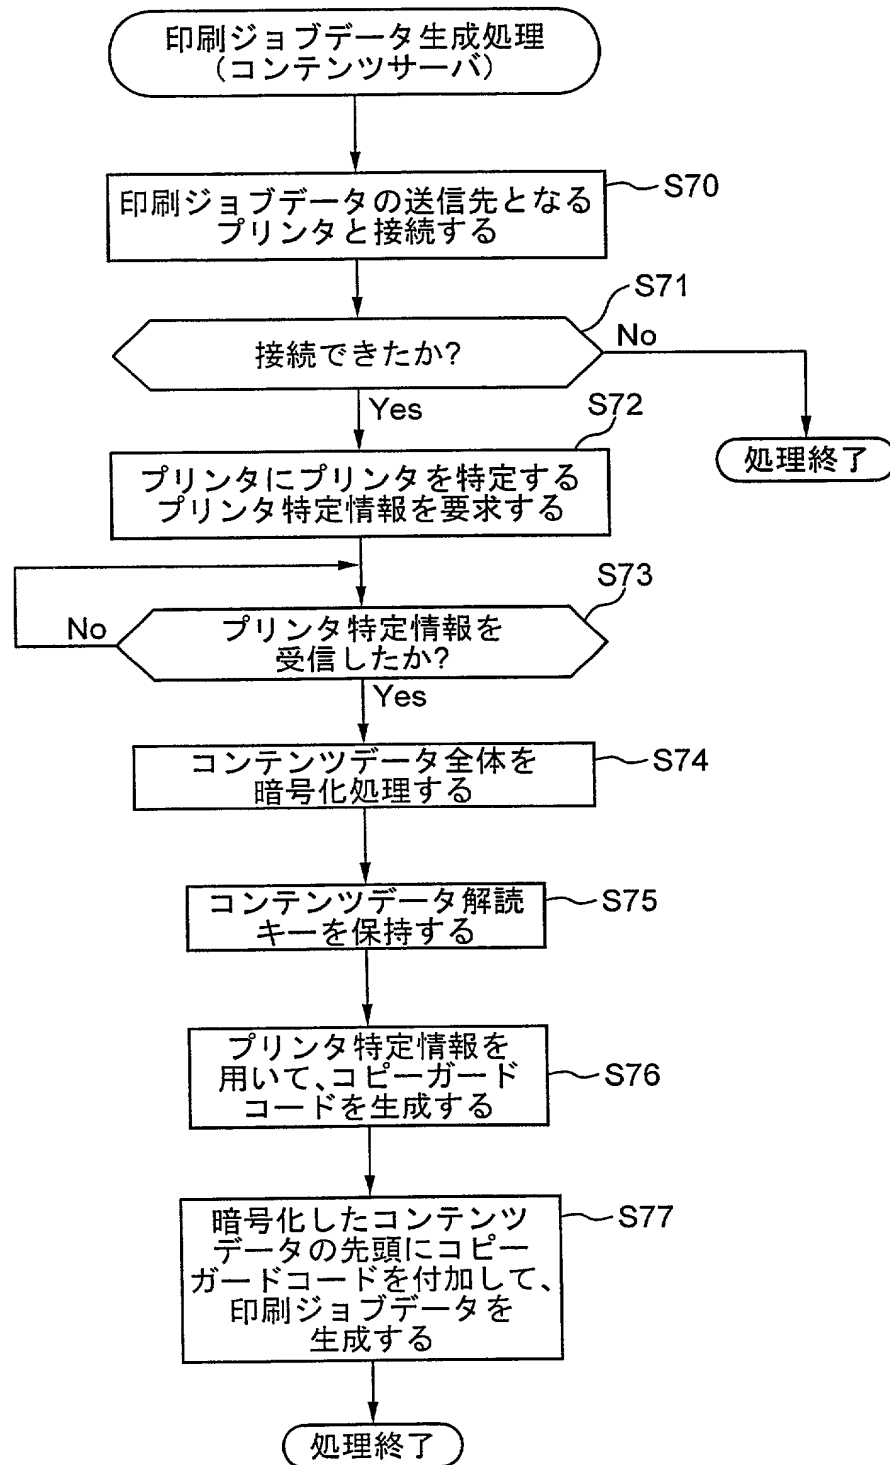 印刷ジョブデータ生成処理
（コンテンツサーバ）
S70
印刷ジョブデータの送信先となる
プリンタと接続する
S71
接続できたか?
No
Yes
処理終了
S72
プリンタにプリンタを特定する
プリンタ特定情報を要求する
S73
プリンタ特定情報を
受信したか?
No
Yes
S74
コンテンツデータ全体を
暗号化処理する
S75
コンテンツデータ解読
キーを保持する
S76
プリンタ特定情報を
用いて、コピーガード
コードを生成する
S77
暗号化したコンテンツ
データの先頭にコピー
ガードコードを付加して、
印刷ジョブデータを
生成する
処理終了